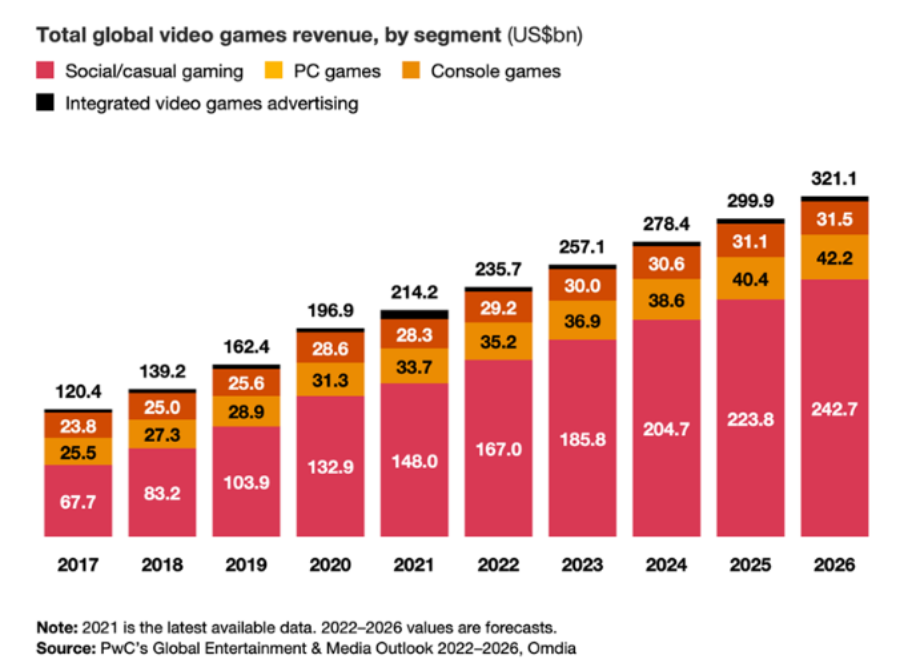 Total global video games revenue, by segment (US$bn)
Social/casual gaming PC games Console games
Integrated video games advertising
321.1
299.9
278.4
257.1
235.7
214.2
196.9
162.4
139.2
120.4
23.8 25.0 25.6 28.6 28.3 29.2 30.0 30.6 31.1 31.5
25.5 27.3 28.9 31.3 33.7 35.2 36.9 38.6 40.4 42.2
67.7 83.2 103.9 132.9 148.0 167.0 185.8 204.7 223.8 242.7
2017 2018 2019 2020 2021 2022 2023 2024 2025 2026
Note: 2021 is the latest available data. 2022–2026 values are forecasts.
Source: PwC's Global Entertainment & Media Outlook 2022–2026, Omdia